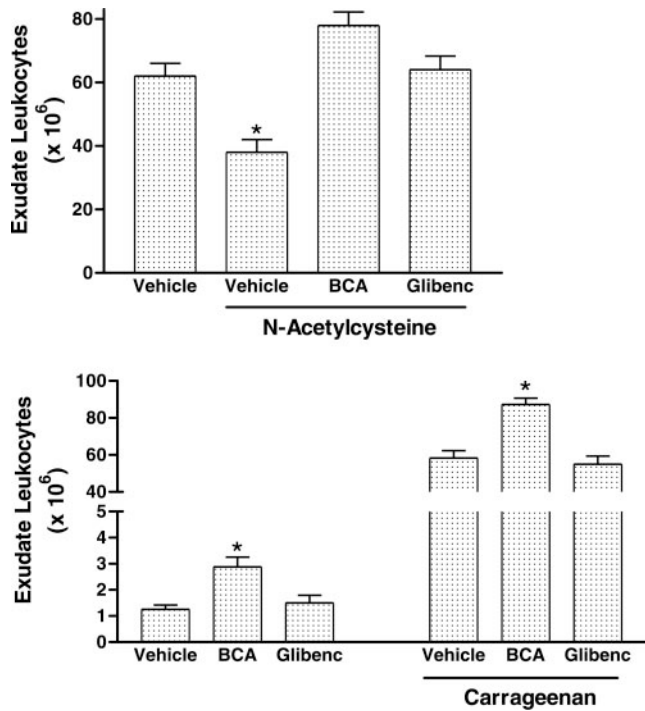 Exudate Leukocytes
(x 10⁶)
80
60
40
20
0
*
Vehicle Vehicle BCA Glibenc
N-Acetylcysteine
Exudate Leukocytes
(x 10⁶)
100
80
60
40
5
4
3
2
1
0
*
*
Vehicle BCA Glibenc Vehicle BCA Glibenc
Carrageenan